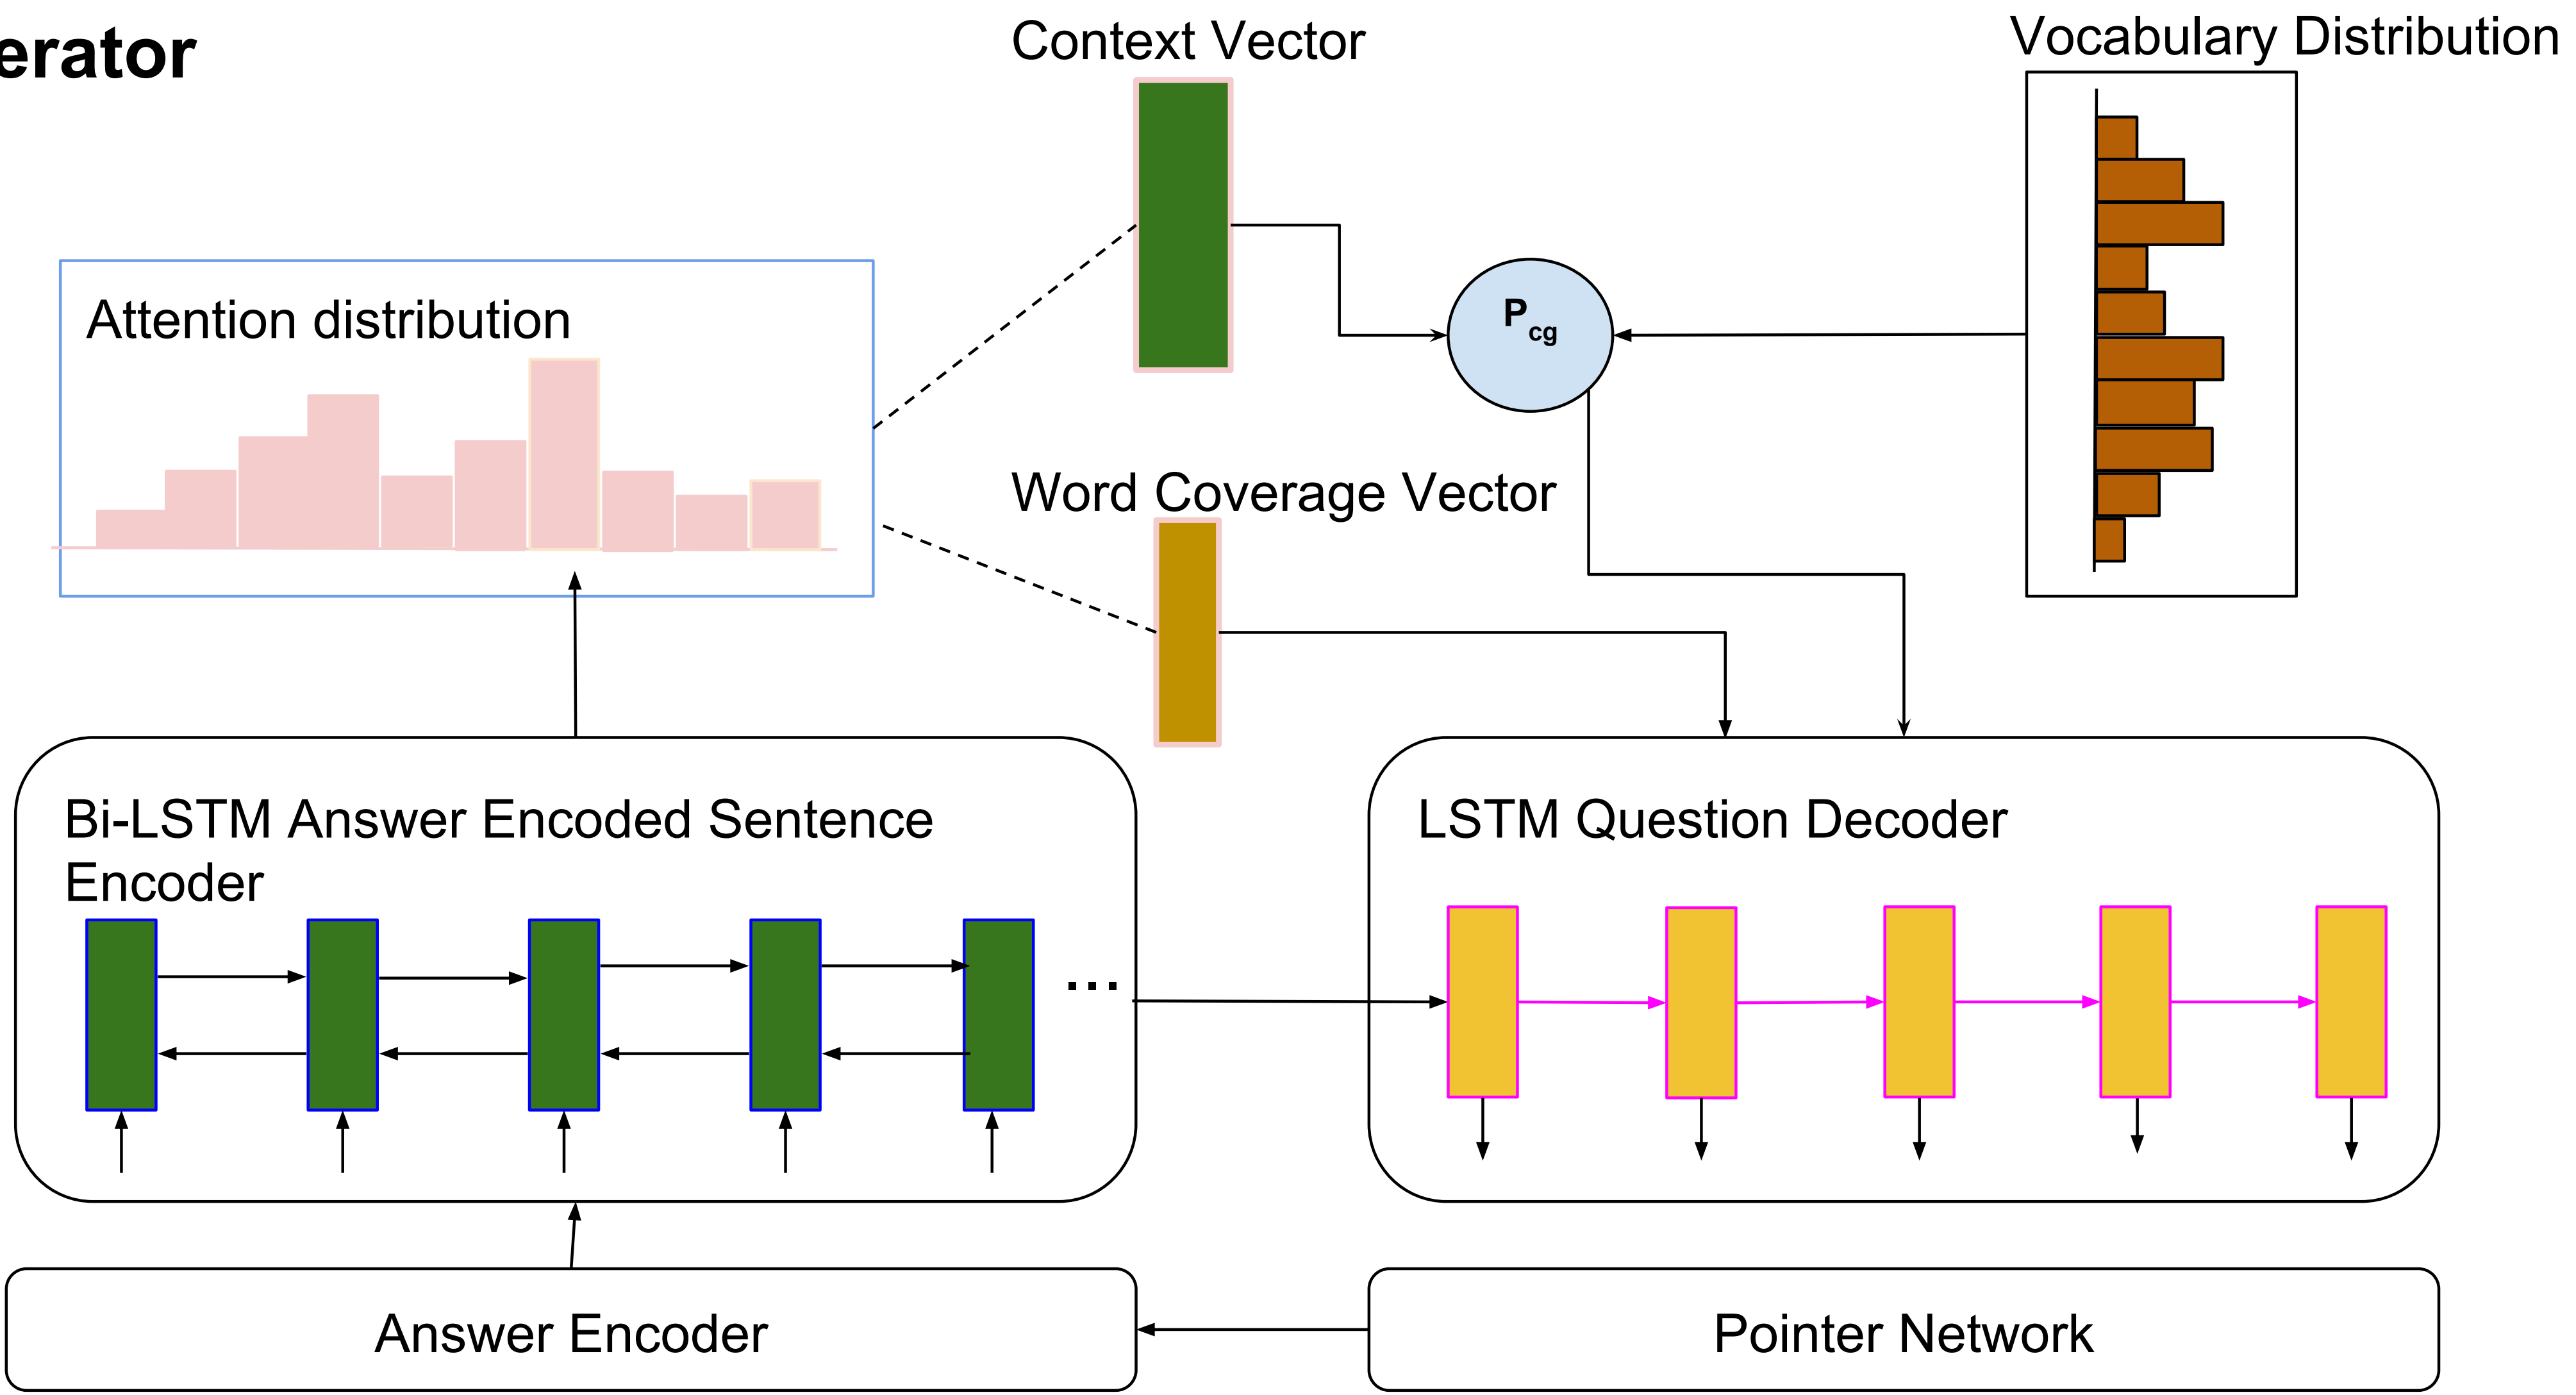 erator
Context Vector
Vocabulary Distribution
Attention distribution
P
cg
Word Coverage Vector
Bi-LSTM Answer Encoded Sentence
Encoder
LSTM Question Decoder
...
Answer Encoder
Pointer Network